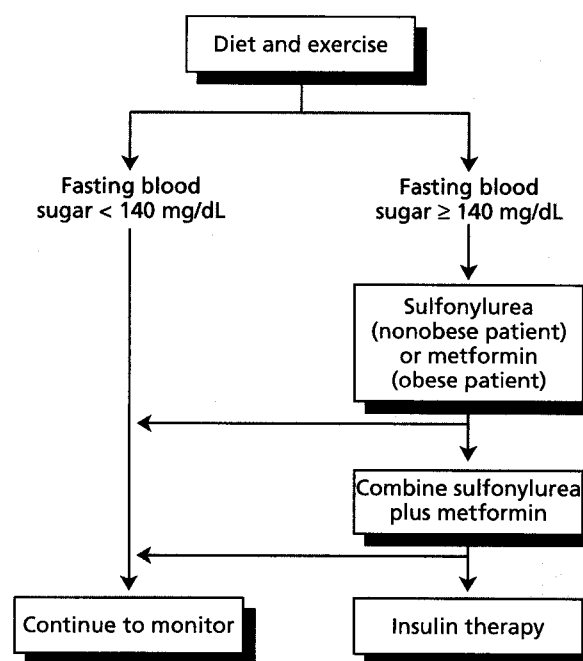 Diet and exercise
Fasting blood
sugar < 140 mg/dL
Fasting blood
sugar ≥ 140 mg/dL
Sulfonylurea
(nonobese patient)
or metformin
(obese patient)
Combine sulfonylurea
plus metformin
Continue to monitor
Insulin therapy